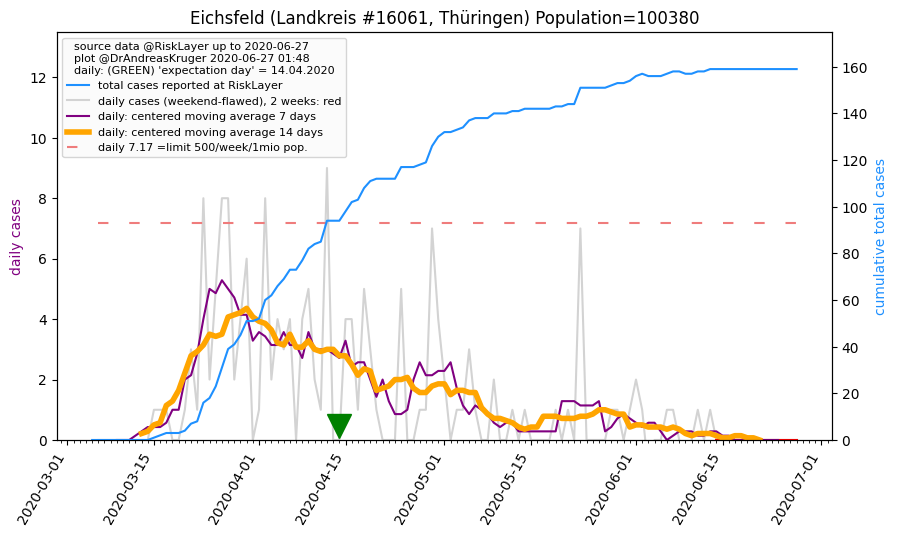 Eichsfeld (Landkreis #16061, Thüringen) Population=100380
source data @RiskLayer up to 2020-06-27
plot @DrAndreasKruger 2020-06-27 01:48
daily: (GREEN) 'expectation day' = 14.04.2020
total cases reported at RiskLayer
daily cases (weekend-flawed), 2 weeks: red
daily: centered moving average 7 days
daily: centered moving average 14 days
daily 7.17 =limit 500/week/1mio pop.
daily cases
12
10
8
6
4
2
0
cumulative total cases
160
140
120
100
80
60
40
20
0
2020-03-01
2020-03-15
2020-04-01
2020-04-15
2020-05-01
2020-05-15
2020-06-01
2020-06-15
2020-07-01